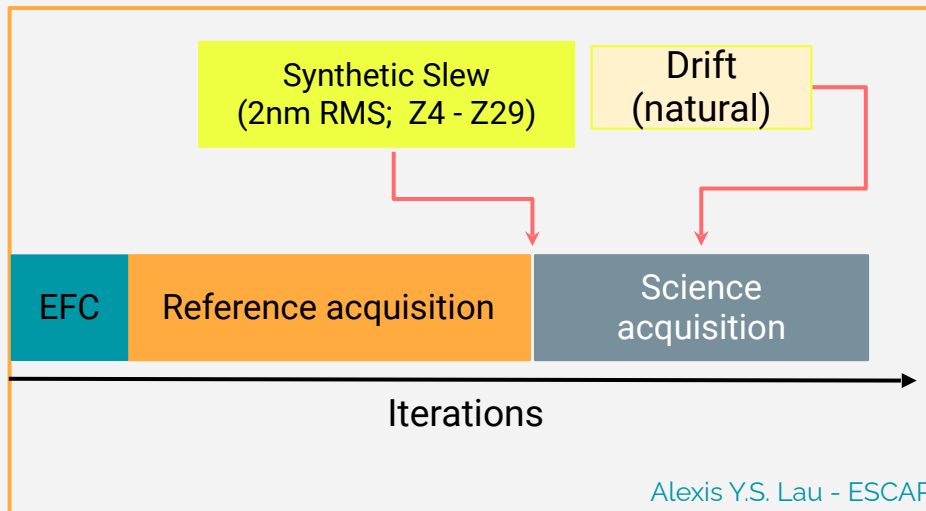 Synthetic Slew
(2nm RMS; Z4 - Z29)
Drift
(natural)
EFC
Reference acquisition
Science
acquisition
Iterations
Alexis Y.S. Lau - ESCAP